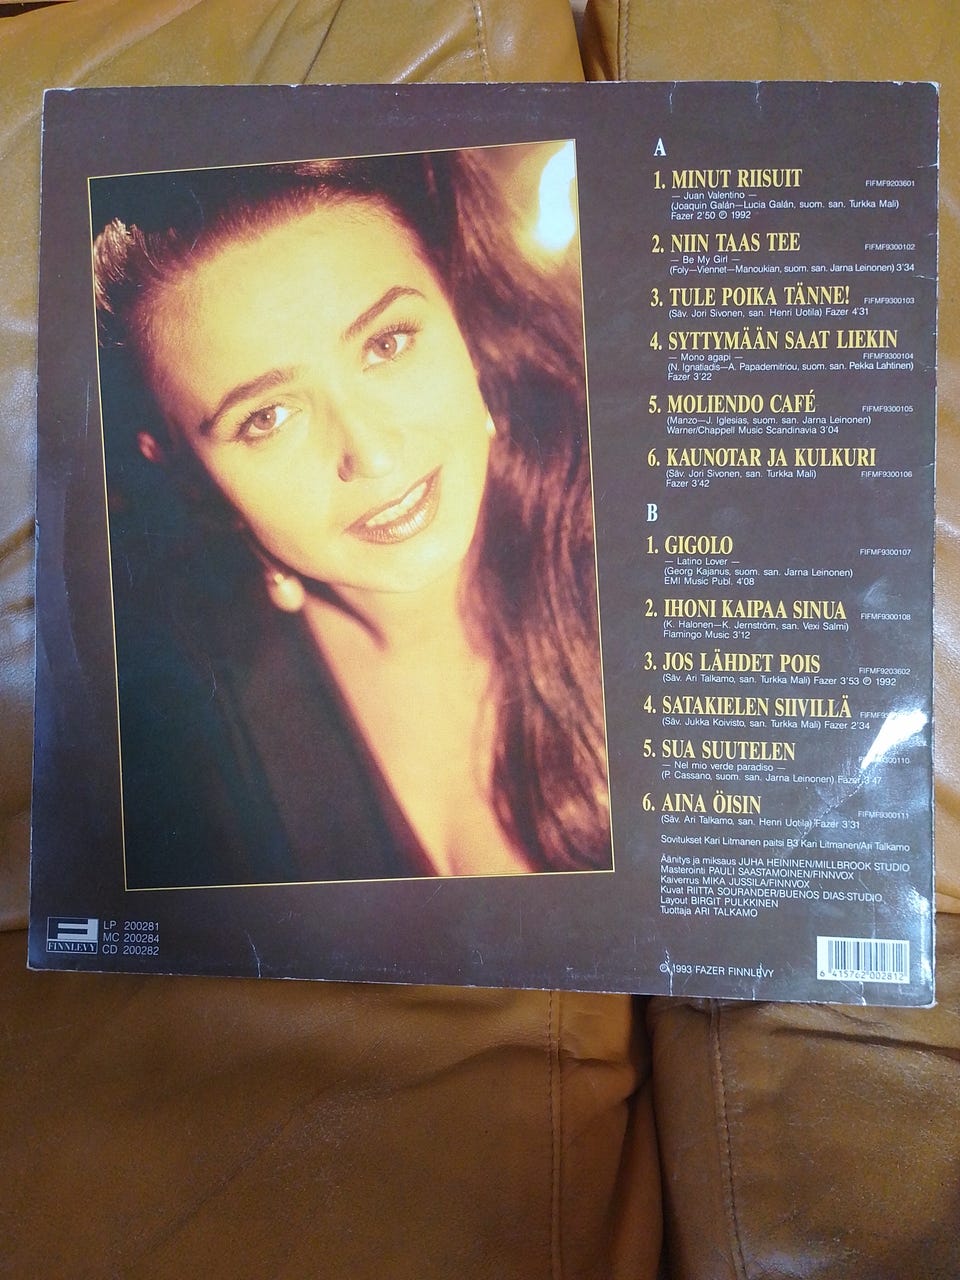 A
1. MINUT RIISUIT FIFMF9203601
— Juan Valentino —
(Joaquin Galán—Lucia Galán, suom. san. Turkka Mali)
Fazer 2'50 ℗ 1992
2. NIIN TAAS TEE FIFMF9300102
— Be My Girl —
(Foly—Viennet—Manoukian, suom. san. Jarna Leinonen) 3'34
3. TULE POIKA TÄNNE! FIFMF9300103
(Säv. Jori Sivonen, san. Henri Uotila) Fazer 4'31
4. SYTTYMÄÄN SAAT LIEKIN
— Mono agapi — FIFMF9300104
(N. Ignatiadis—A. Papademitriou, suom. san. Pekka Lahtinen)
Fazer 3'22
5. MOLIENDO CAFÉ FIFMF9300105
(Manzo—J. Iglesias, suom. san. Jarna Leinonen)
Warner/Chappell Music Scandinavia 3'04
6. KAUNOTAR JA KULKURI
(Säv. Jori Sivonen, san. Turkka Mali) FIFMF9300106
Fazer 3'42
B
1. GIGOLO FIFMF9300107
— Latino Lover —
(Georg Kajanus, suom. san. Jarna Leinonen)
EMI Music Publ. 4'08
2. IHONI KAIPAA SINUA FIFMF9300108
(K. Halonen—K. Jernström, san. Vexi Salmi)
Flamingo Music 3'12
3. JOS LÄHDET POIS FIFMF9203602
(Säv. Ari Talkamo, san. Turkka Mali) Fazer 3'53 ℗ 1992
4. SATAKIELEN SIIVILLÄ
(Säv. Jukka Koivisto, san. Turkka Mali) Fazer 2'34
5. SUA SUUTELEN
— Nel mio verde paradiso —
(P. Cassano, suom. san. Jarna Leinonen) Fazer 3'47
6. AINA ÖISIN FIFMF9300111
(Säv. Ari Talkamo, san. Henri Uotila) Fazer 3'31
Sovitukset Kari Litmanen paitsi B3 Kari Litmanen/Ari Talkamo
Äänitys ja miksaus JUHA HEININEN/MILLBROOK STUDIO
Masterointi PAULI SAASTAMOINEN/FINNVOX
Kaiverrus MIKA JUSSILA/FINNVOX
Kuvat RIITTA SOURANDER/BUENOS DIAS-STUDIO
Layout BIRGIT PULKKINEN
Tuottaja ARI TALKAMO
FINNLEVY
LP 200281
MC 200284
CD 200282
℗ 1993 FAZER FINNLEVY
6 415762 002812